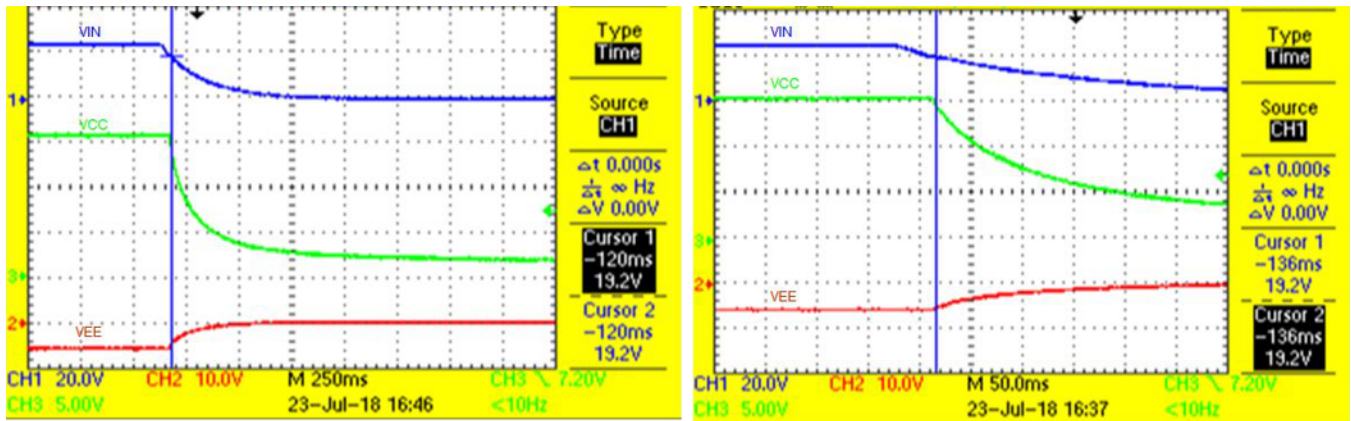 VIN
1
VCC
3
2
VEE
Type
Time
Source
CH1
Δt 0.000s
1/Δt ∞ Hz
ΔV 0.00V
Cursor 1
-120ms
19.2V
Cursor 2
-120ms
19.2V
CH1 20.0V CH2 10.0V M 250ms CH3 \ 7.20V
CH3 5.00V 23-Jul-18 16:46 <10Hz
VIN
VCC
1
3
2
VEE
Type
Time
Source
CH1
Δt 0.000s
1/Δt ∞ Hz
ΔV 0.00V
Cursor 1
-136ms
19.2V
Cursor 2
-136ms
19.2V
CH1 20.0V CH2 10.0V M 50.0ms CH3 \ 7.20V
CH3 5.00V 23-Jul-18 16:37 <10Hz